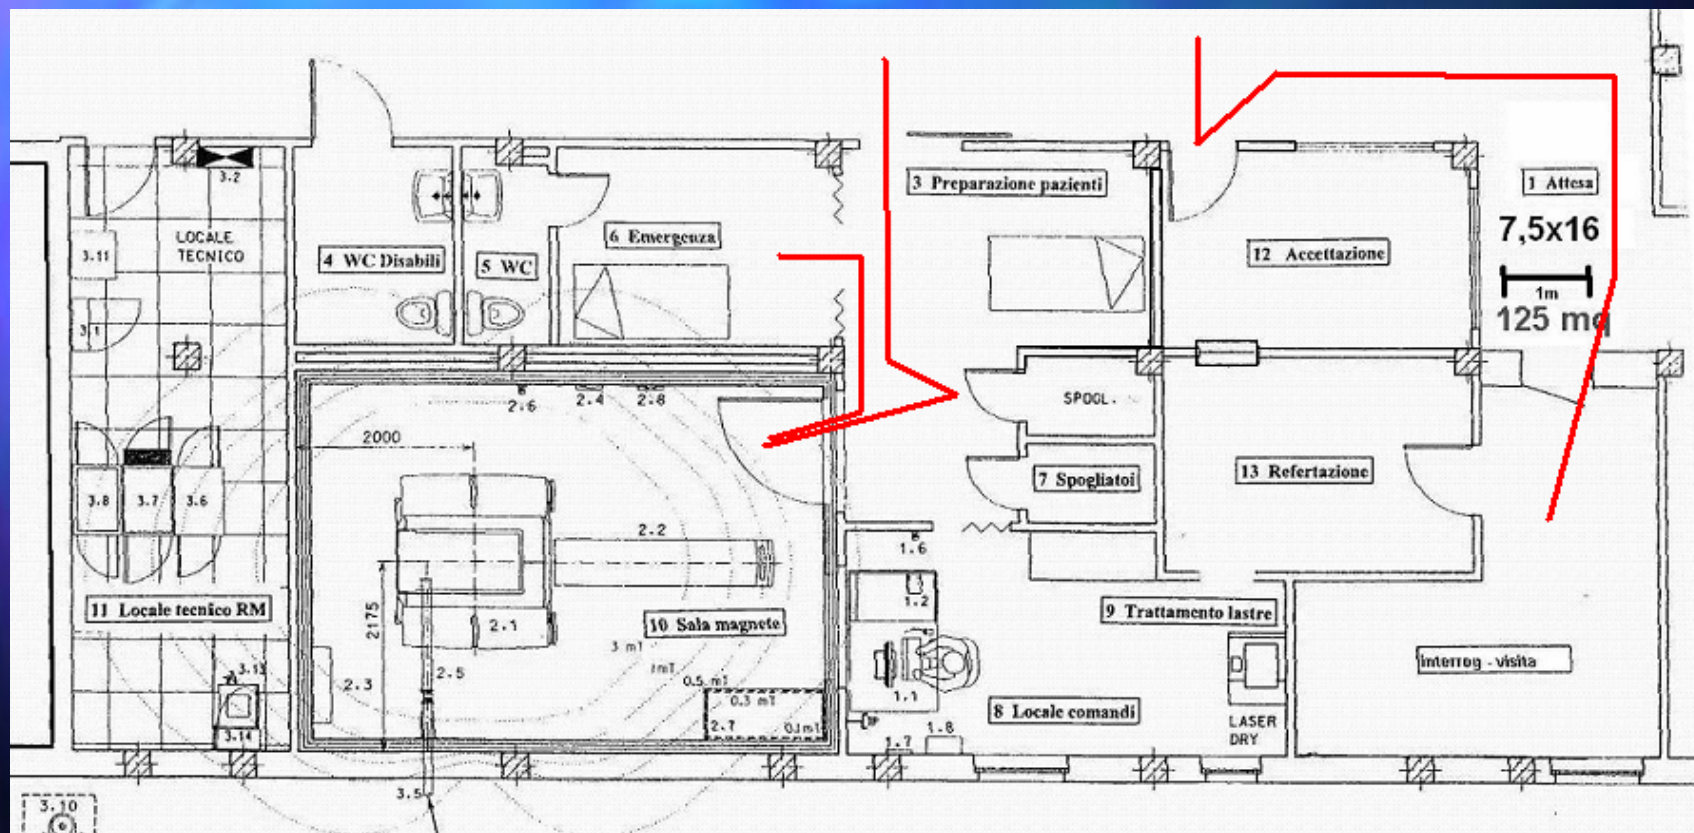 3.2
3 Preparazione pazienti
1 Attesa
7,5x16
1m
125 mq
LOCALE
TECNICO
3.11
4 WC Disabili
5 WC
6 Emergenza
12 Accettazione
3.1
2.6
2.4
2.8
SPOGL.
2000
3.8
3.7
3.6
7 Spogliatoi
13 Refertazione
2.2
1.6
1.2
11 Locale tecnico RM
2175
2.1
10 Sala magnete
9 Trattamento lastre
3 mT
1mT
0.5 mT
interrog - visita
3.13
2.3
2.5
0.3 mT
2.7
0.1mT
1.1
8 Locale comandi
3.14
1.7
1.8
LASER
DRY
3.5
3.10